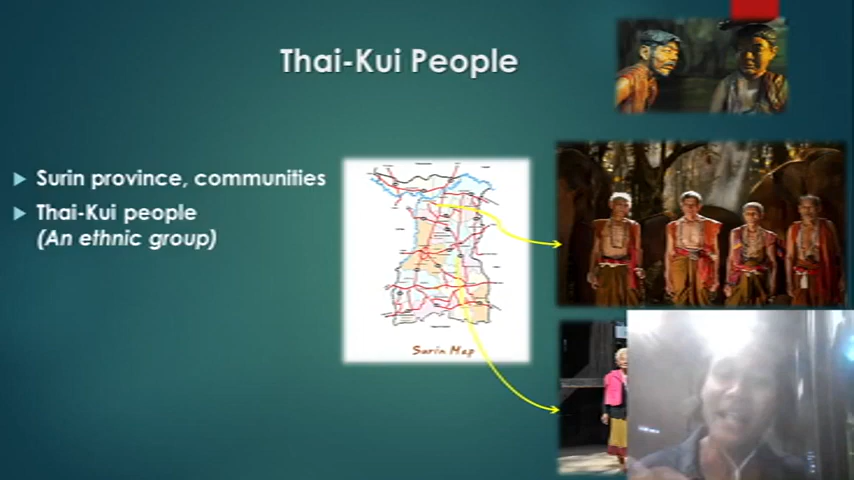 Thai-Kui People
Surin province, communities
Thai-Kui people
(An ethnic group)
Surin Map